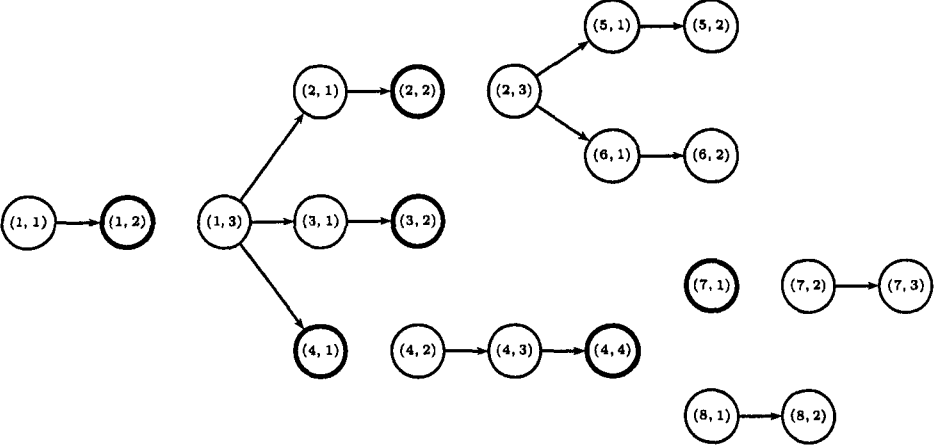 (5, 1) (5, 2)
(2, 1) (2, 2) (2, 3)
(6, 1) (6, 2)
(1, 1) (1, 2) (1, 3) (3, 1) (3, 2)
(7, 1) (7, 2) (7, 3)
(4, 1) (4, 2) (4, 3) (4, 4)
(8, 1) (8, 2)